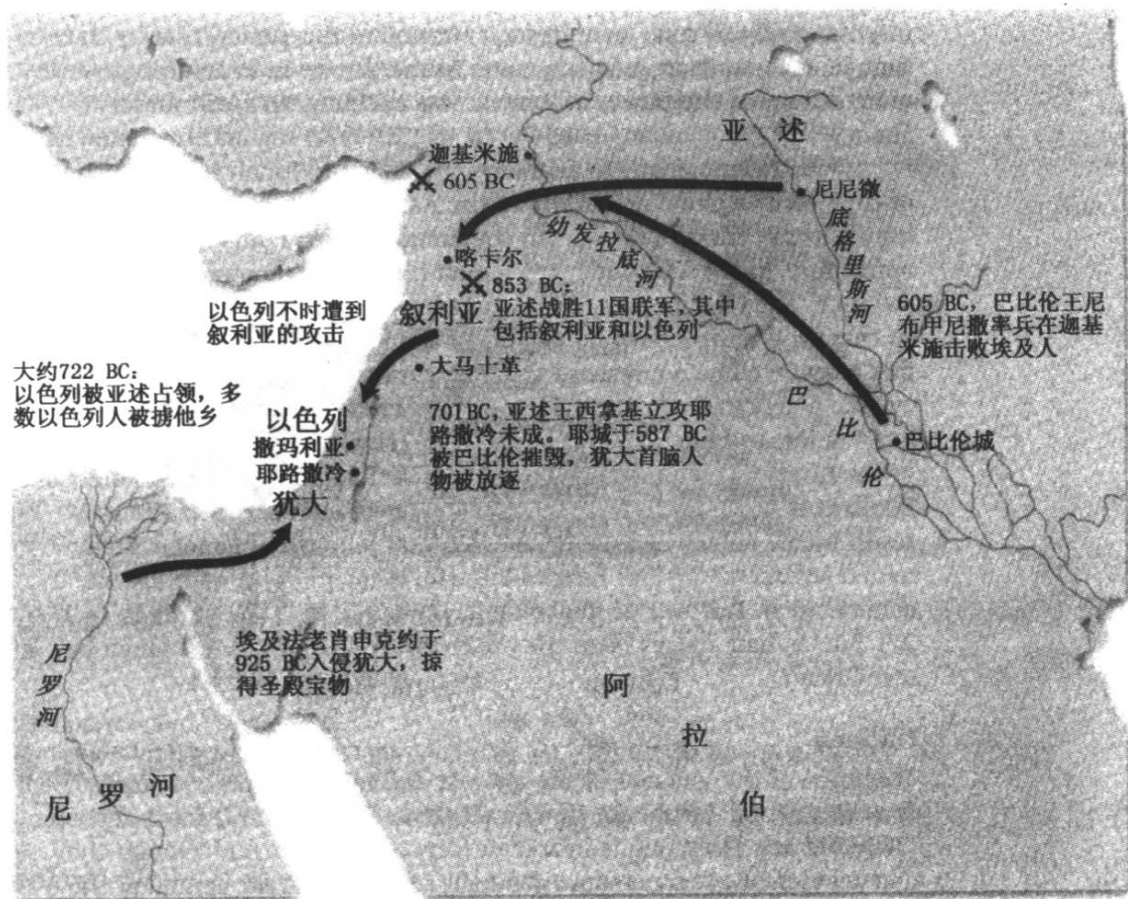 亚述
迦基米施
605 BC
尼尼微
幼发拉底河
底格里斯河
喀卡尔
853 BC：
亚述战胜11国联军，其中
包括叙利亚和以色列
605 BC，巴比伦王尼
布甲尼撒率兵在迦基
米施击败埃及人
以色列不时遭到
叙利亚的攻击
叙利亚
大马士革
大约722 BC：
以色列被亚述占领，多
数以色列人被掳他乡
701BC，亚述王西拿基立攻耶
路撒冷未成。耶城于587 BC
被巴比伦摧毁，犹大首脑人
物被放逐
巴比伦
巴比伦城
以色列
撒玛利亚
耶路撒冷
犹大
埃及法老肖申克约于
925 BC入侵犹大，掠
得圣殿宝物
尼罗河
尼罗河
阿拉伯